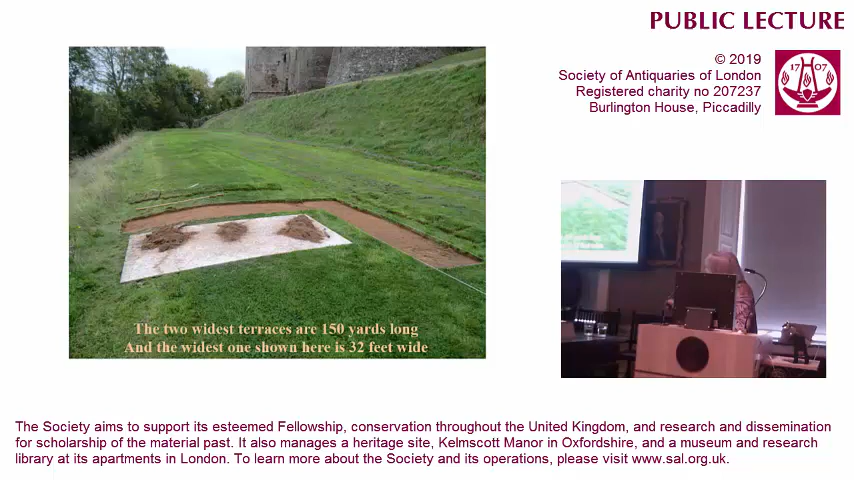 PUBLIC LECTURE
© 2019
Society of Antiquaries of London
Registered charity no 207237
Burlington House, Piccadilly
17 07
The two widest terraces are 150 yards long
And the widest one shown here is 32 feet wide
The Society aims to support its esteemed Fellowship, conservation throughout the United Kingdom, and research and dissemination
for scholarship of the material past. It also manages a heritage site, Kelmscott Manor in Oxfordshire, and a museum and research
library at its apartments in London. To learn more about the Society and its operations, please visit www.sal.org.uk.